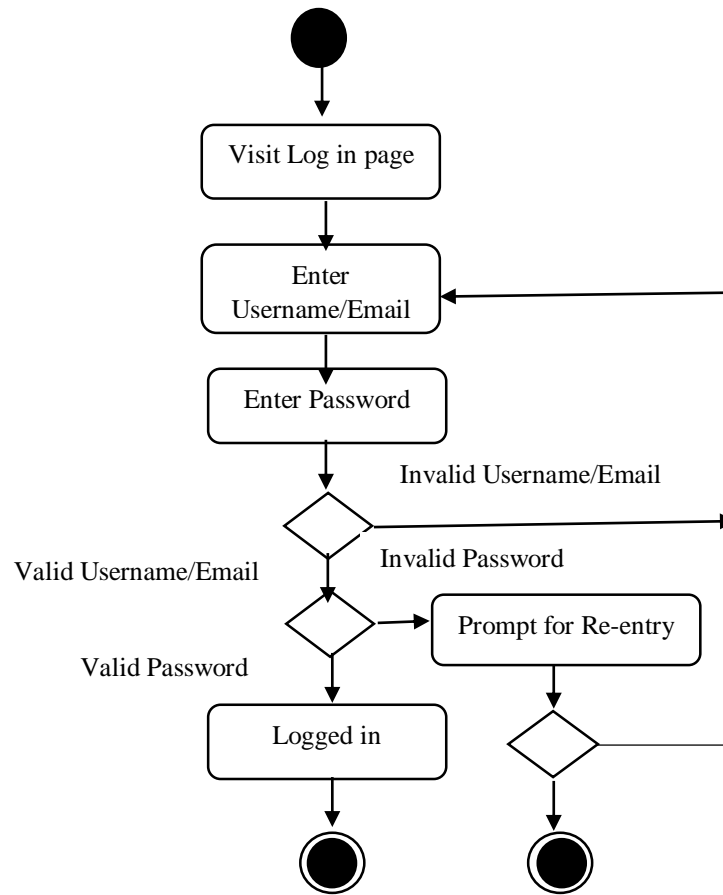 Visit Log in page
Enter
Username/Email
Enter Password
Invalid Username/Email
Invalid Password
Valid Username/Email
Prompt for Re-entry
Valid Password
Logged in